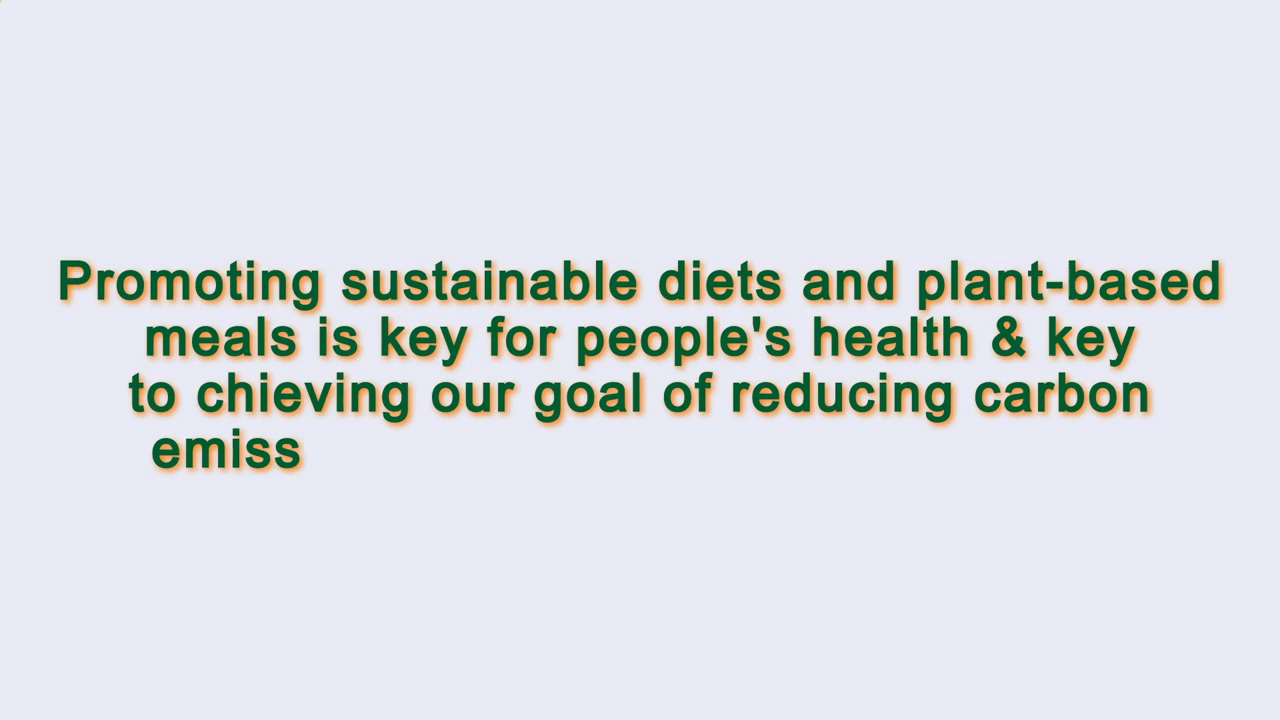 Promoting sustainable diets and plant-based
meals is key for people's health & key
to chieving our goal of reducing carbon
emiss